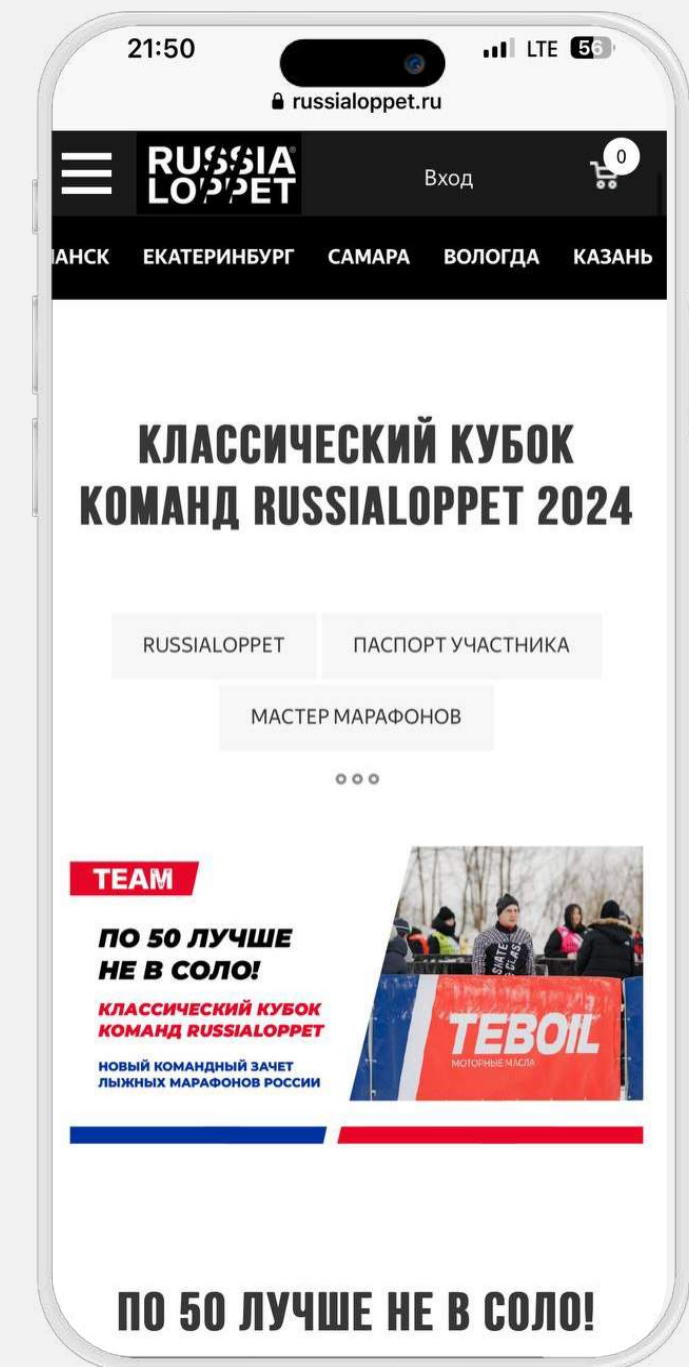 21:50
LTE 56
russialoppet.ru
RUSSIA
LOPPET
Вход
0
АНСК ЕКАТЕРИНБУРГ САМАРА ВОЛОГДА КАЗАНЬ
КЛАССИЧЕСКИЙ КУБОК
КОМАНД RUSSIALOPPET 2024
RUSSIALOPPET ПАСПОРТ УЧАСТНИКА
МАСТЕР МАРАФОНОВ
TEAM
ПО 50 ЛУЧШЕ
НЕ В СОЛО!
КЛАССИЧЕСКИЙ КУБОК
КОМАНД RUSSIALOPPET
НОВЫЙ КОМАНДНЫЙ ЗАЧЕТ
ЛЫЖНЫХ МАРАФОНОВ РОССИИ
SKATE
TEBOIL
МОТОРНЫЕ МАСЛА
ПО 50 ЛУЧШЕ НЕ В СОЛО!